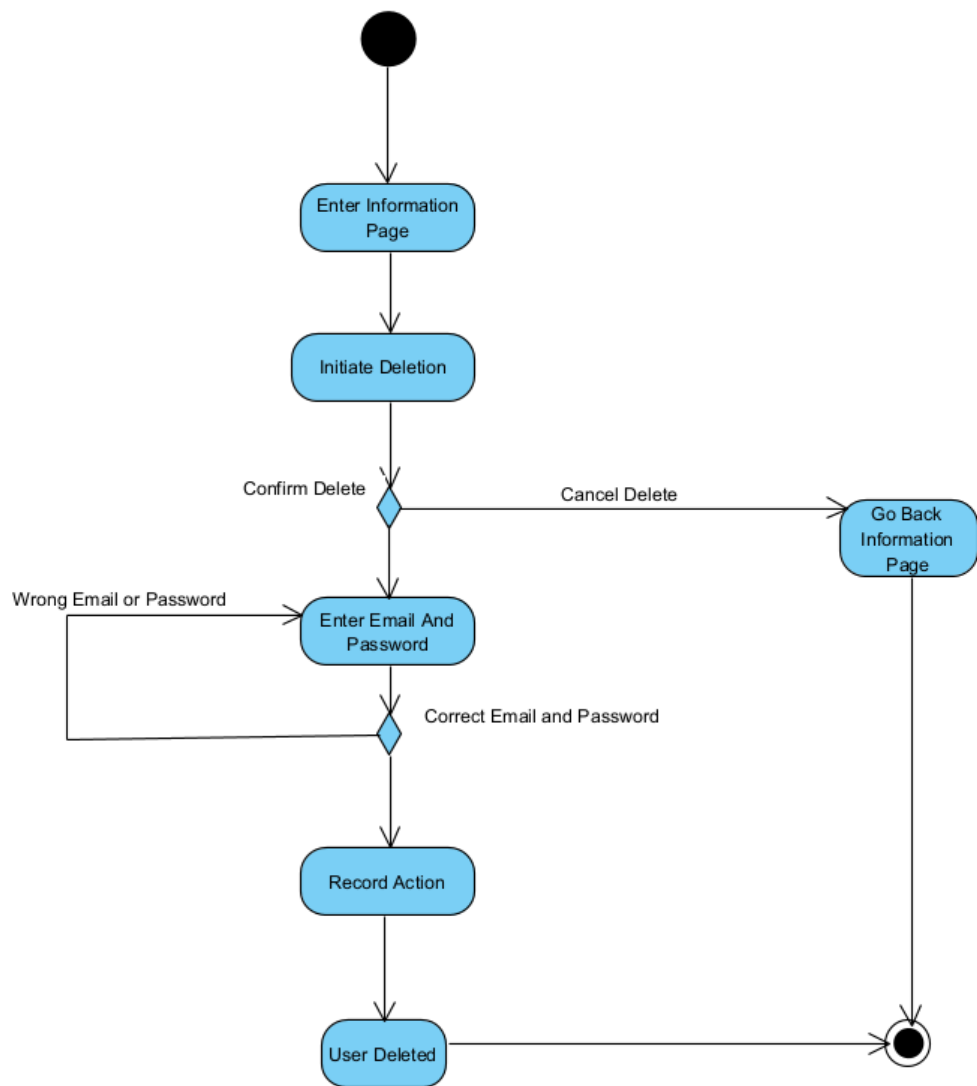 Enter Information
Page
Initiate Deletion
Confirm Delete
Cancel Delete
Go Back
Information
Page
Wrong Email or Password
Enter Email And
Password
Correct Email and Password
Record Action
User Deleted